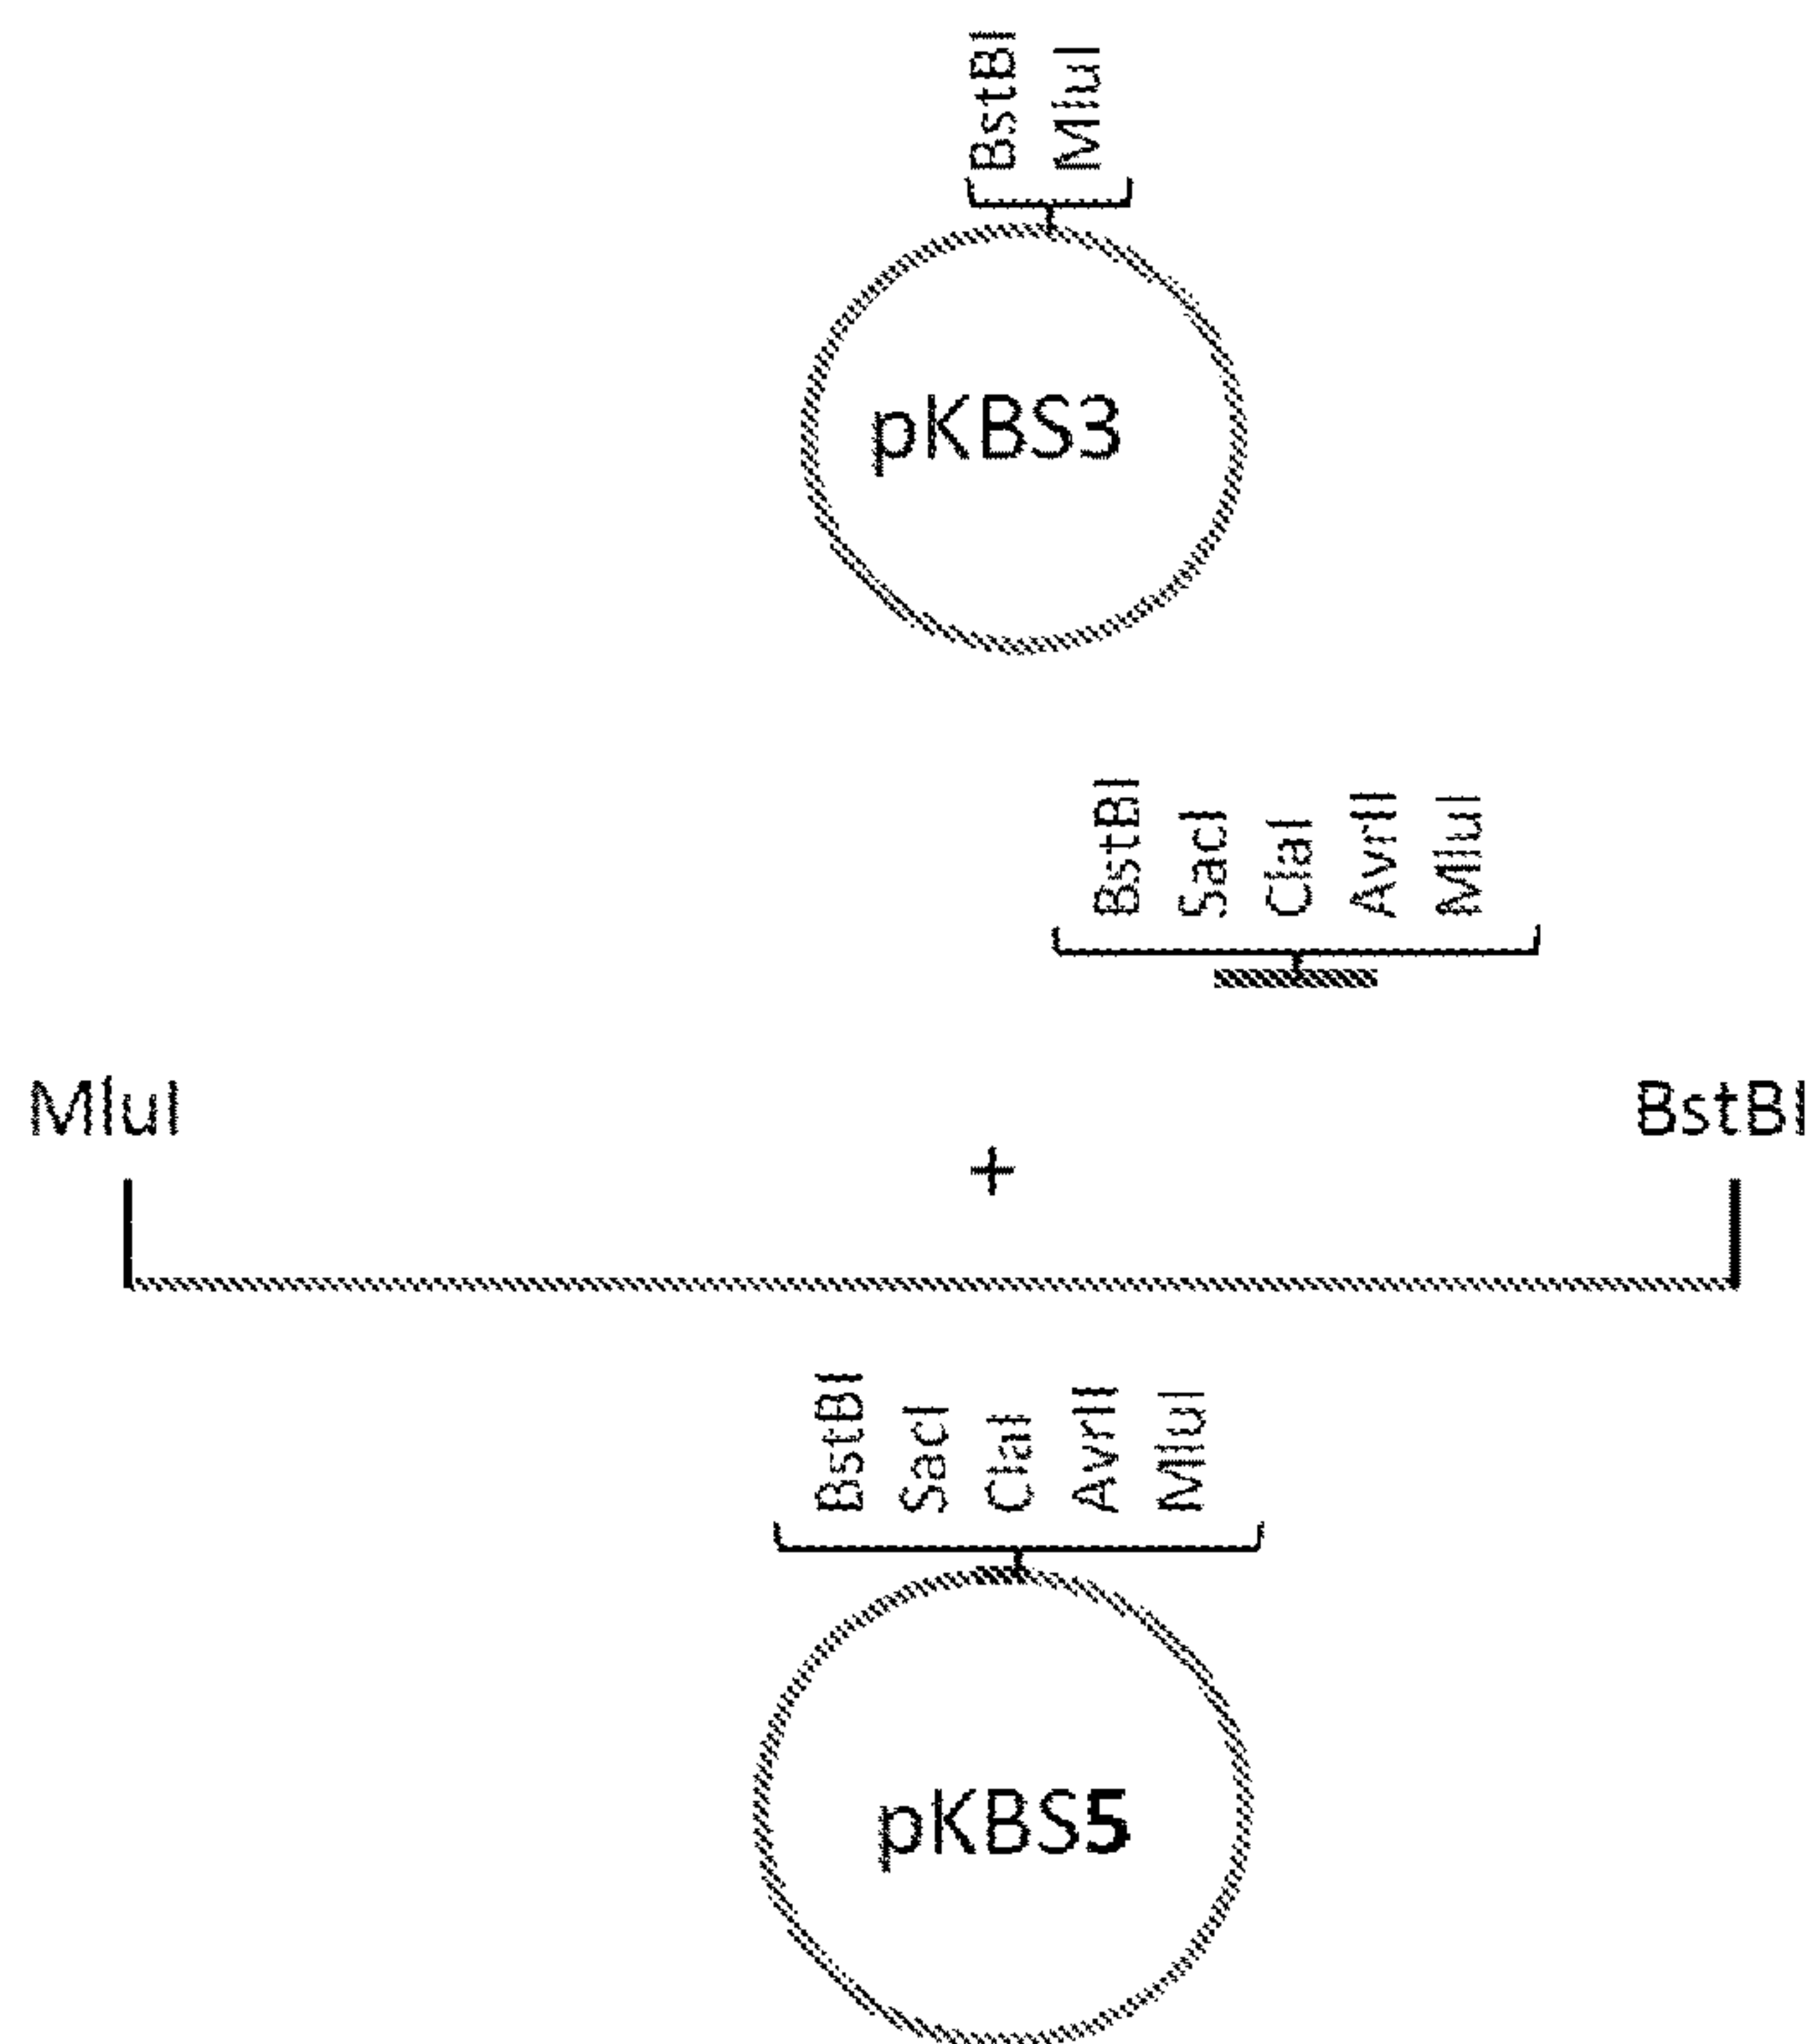 BstBI
MluI
pKBS3
BstBI
SacI
ClaI
AvrII
MluI
MluI
+
BstBI
BstBI
SacI
ClaI
AvrII
MluI
pKBS5